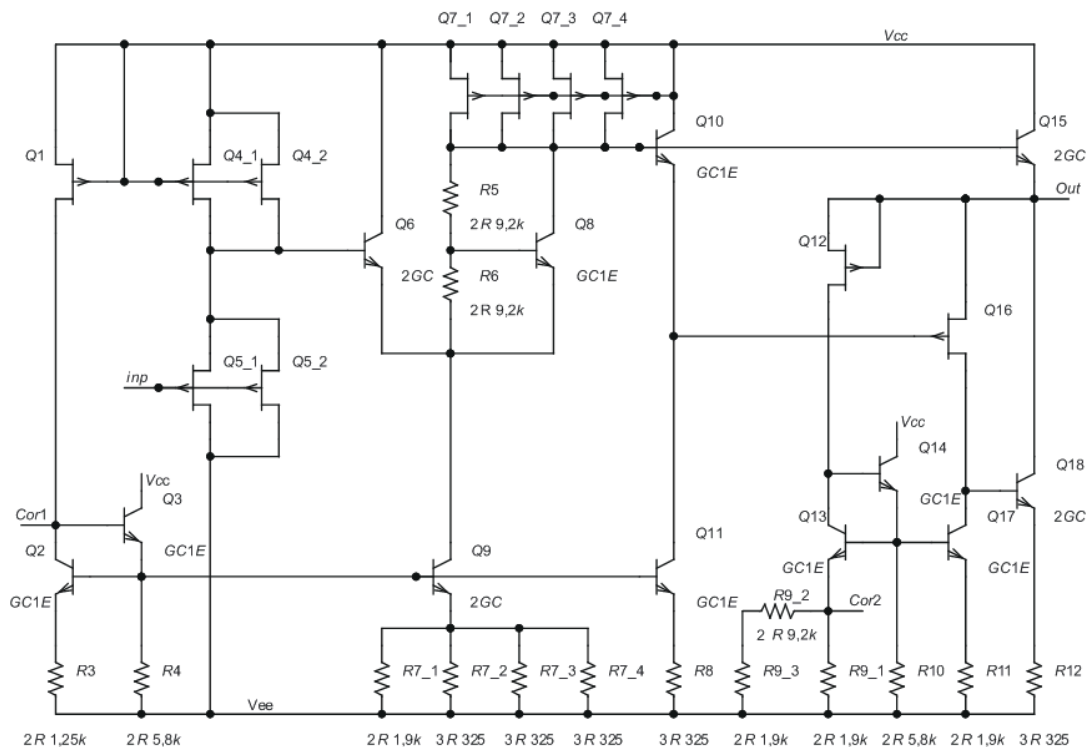 Q7_1 Q7_2 Q7_3 Q7_4
Vcc
Q1
Q4_1
Q4_2
Q10
Q15
GC1E
2GC
Out
R5
2 R 9,2k
Q6
Q8
2GC
R6
GC1E
2 R 9,2k
Q12
Q16
inp
Q5_1
Q5_2
Vcc
Q14
Vcc
Q3
Cor1
GC1E
Q18
Q2
GC1E
Q9
Q11
Q13
Q17
2GC
GC1E
2GC
GC1E
GC1E
GC1E
R9_2
Cor2
2 R 9,2k
R3
R4
R7_1
R7_2
R7_3
R7_4
R8
R9_3
R9_1
R10
R11
R12
Vee
2 R 1,25k
2 R 5,8k
2 R 1,9k
3 R 325
3 R 325
3 R 325
3 R 325
2 R 1,9k
2 R 1,9k
2 R 5,8k
2 R 1,9k
3 R 325